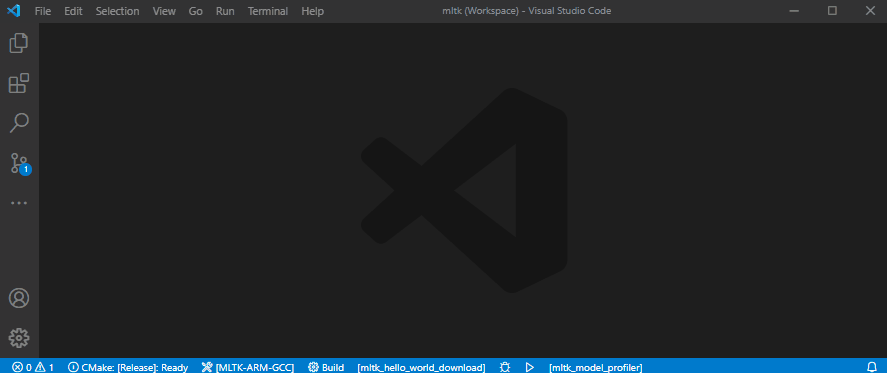 File Edit Selection View Go Run Terminal Help mltk (Workspace) - Visual Studio Code
1
0 1 CMake: [Release]: Ready [MLTK-ARM-GCC] Build [mltk_hello_world_download] [mltk_model_profiler]